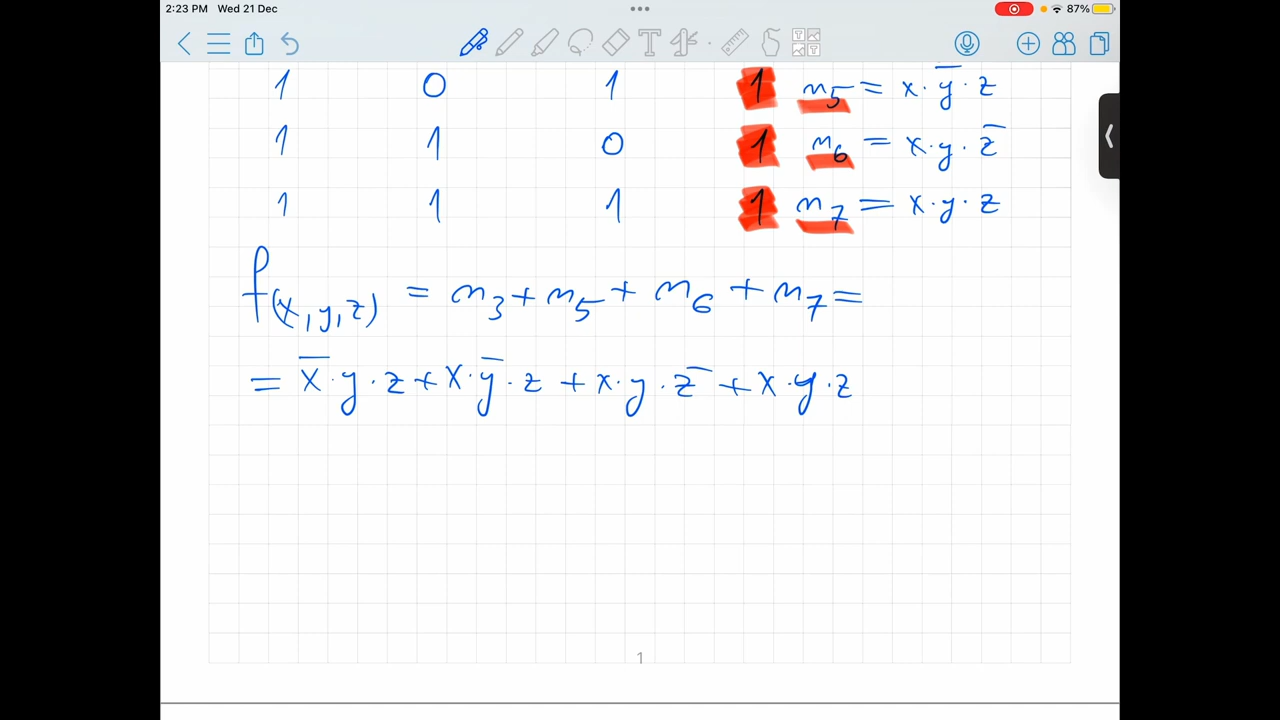 2:23 PM Wed 21 Dec 87%
1 0 1 1 m₅ = x · y̅ · z
1 1 0 1 m₆ = x · y · z̅
1 1 1 1 m₇ = x · y · z
f(x, y, z) = m₃ + m₅ + m₆ + m₇ =
= x̅ · y · z + x · y̅ · z + x · y · z̅ + x · y · z
1